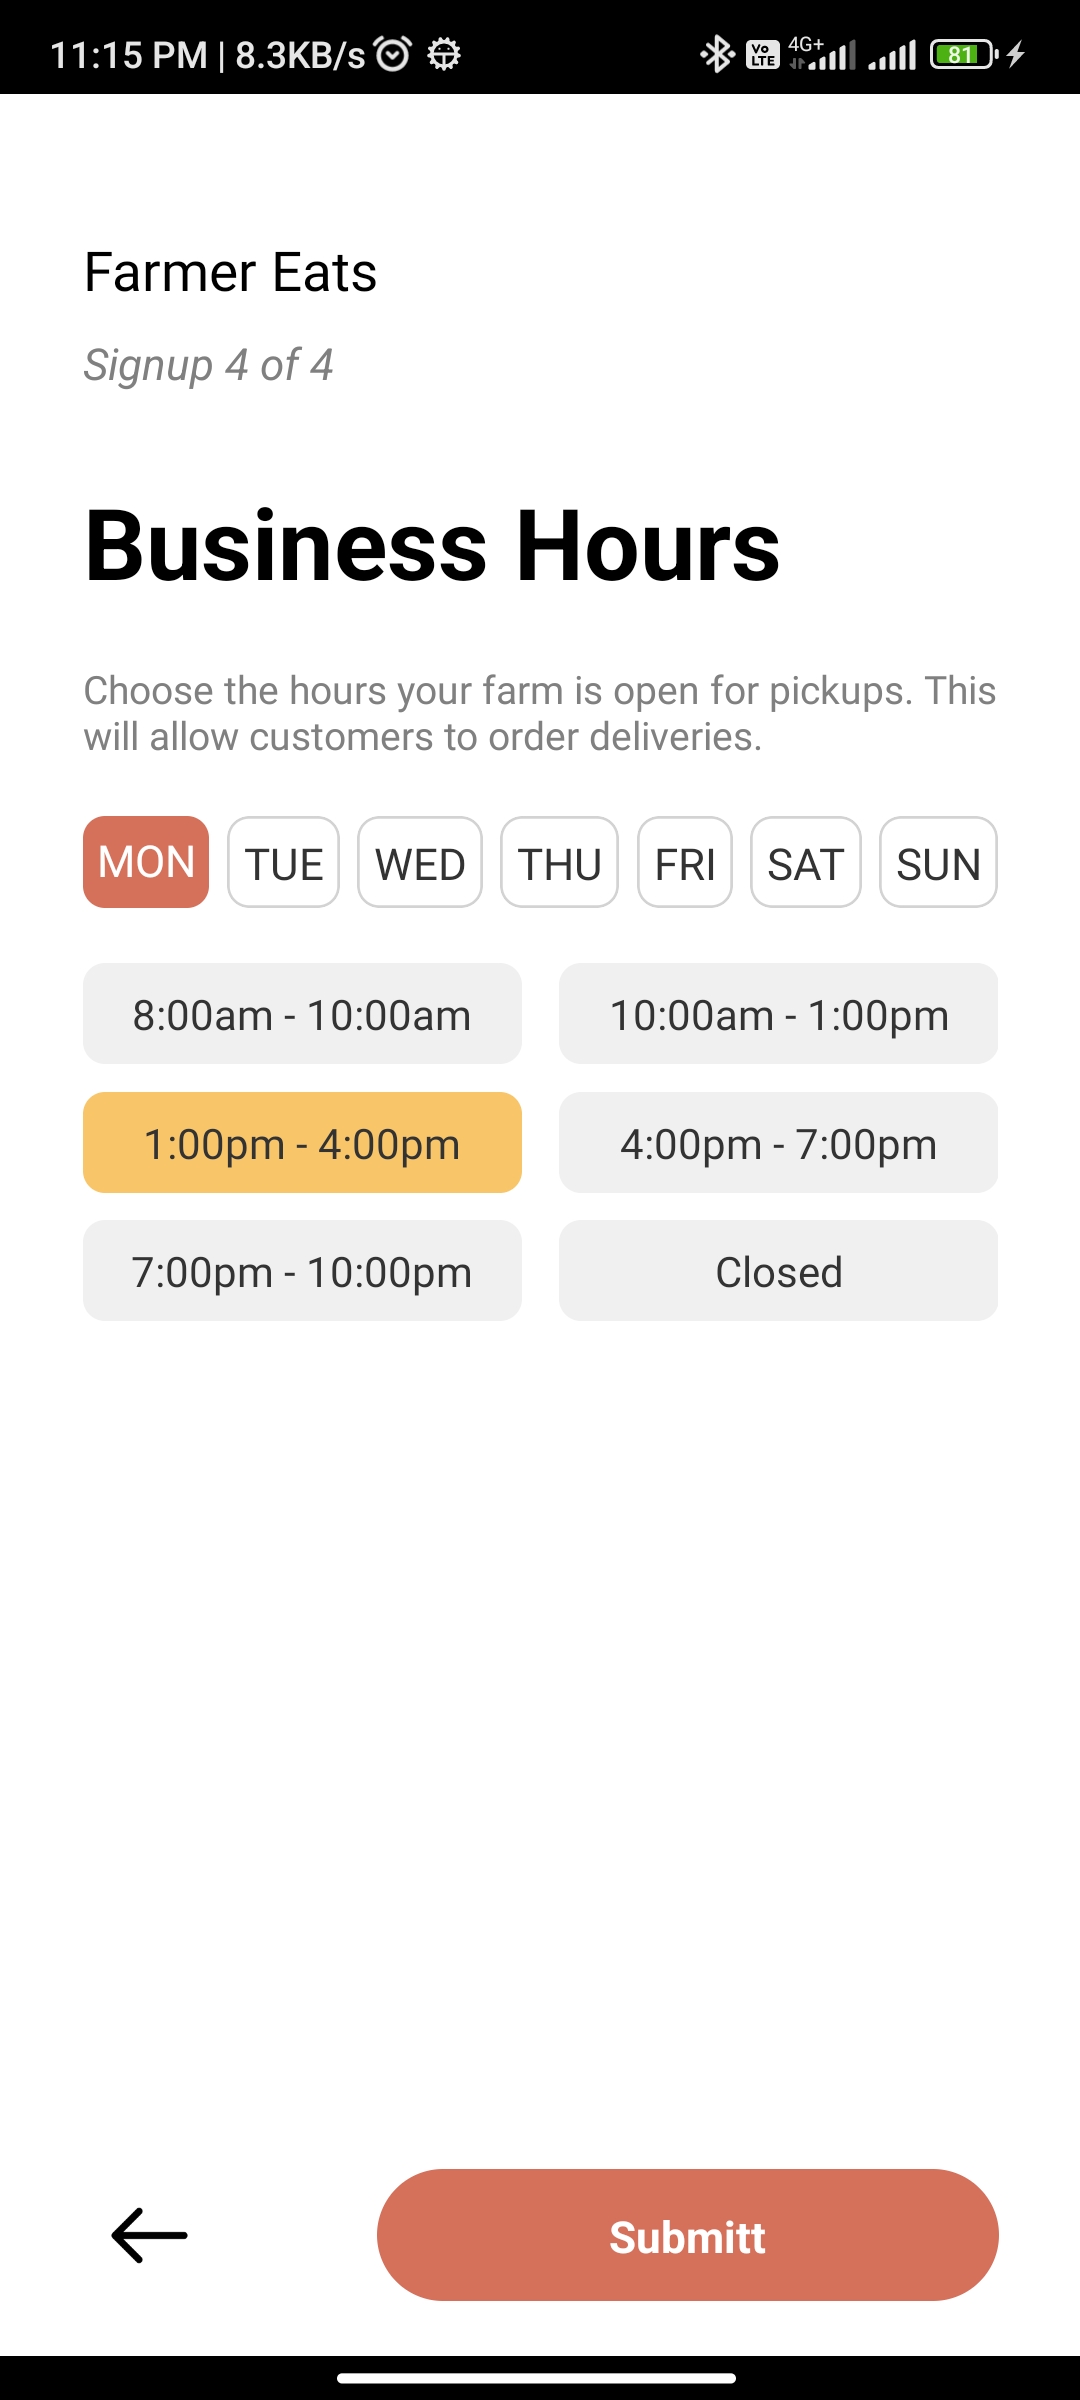 11:15 PM | 8.3KB/s Vo LTE 4G+ 81
Farmer Eats
Signup 4 of 4
Business Hours
Choose the hours your farm is open for pickups. This
will allow customers to order deliveries.
MON TUE WED THU FRI SAT SUN
8:00am - 10:00am 10:00am - 1:00pm
1:00pm - 4:00pm 4:00pm - 7:00pm
7:00pm - 10:00pm Closed
Submitt